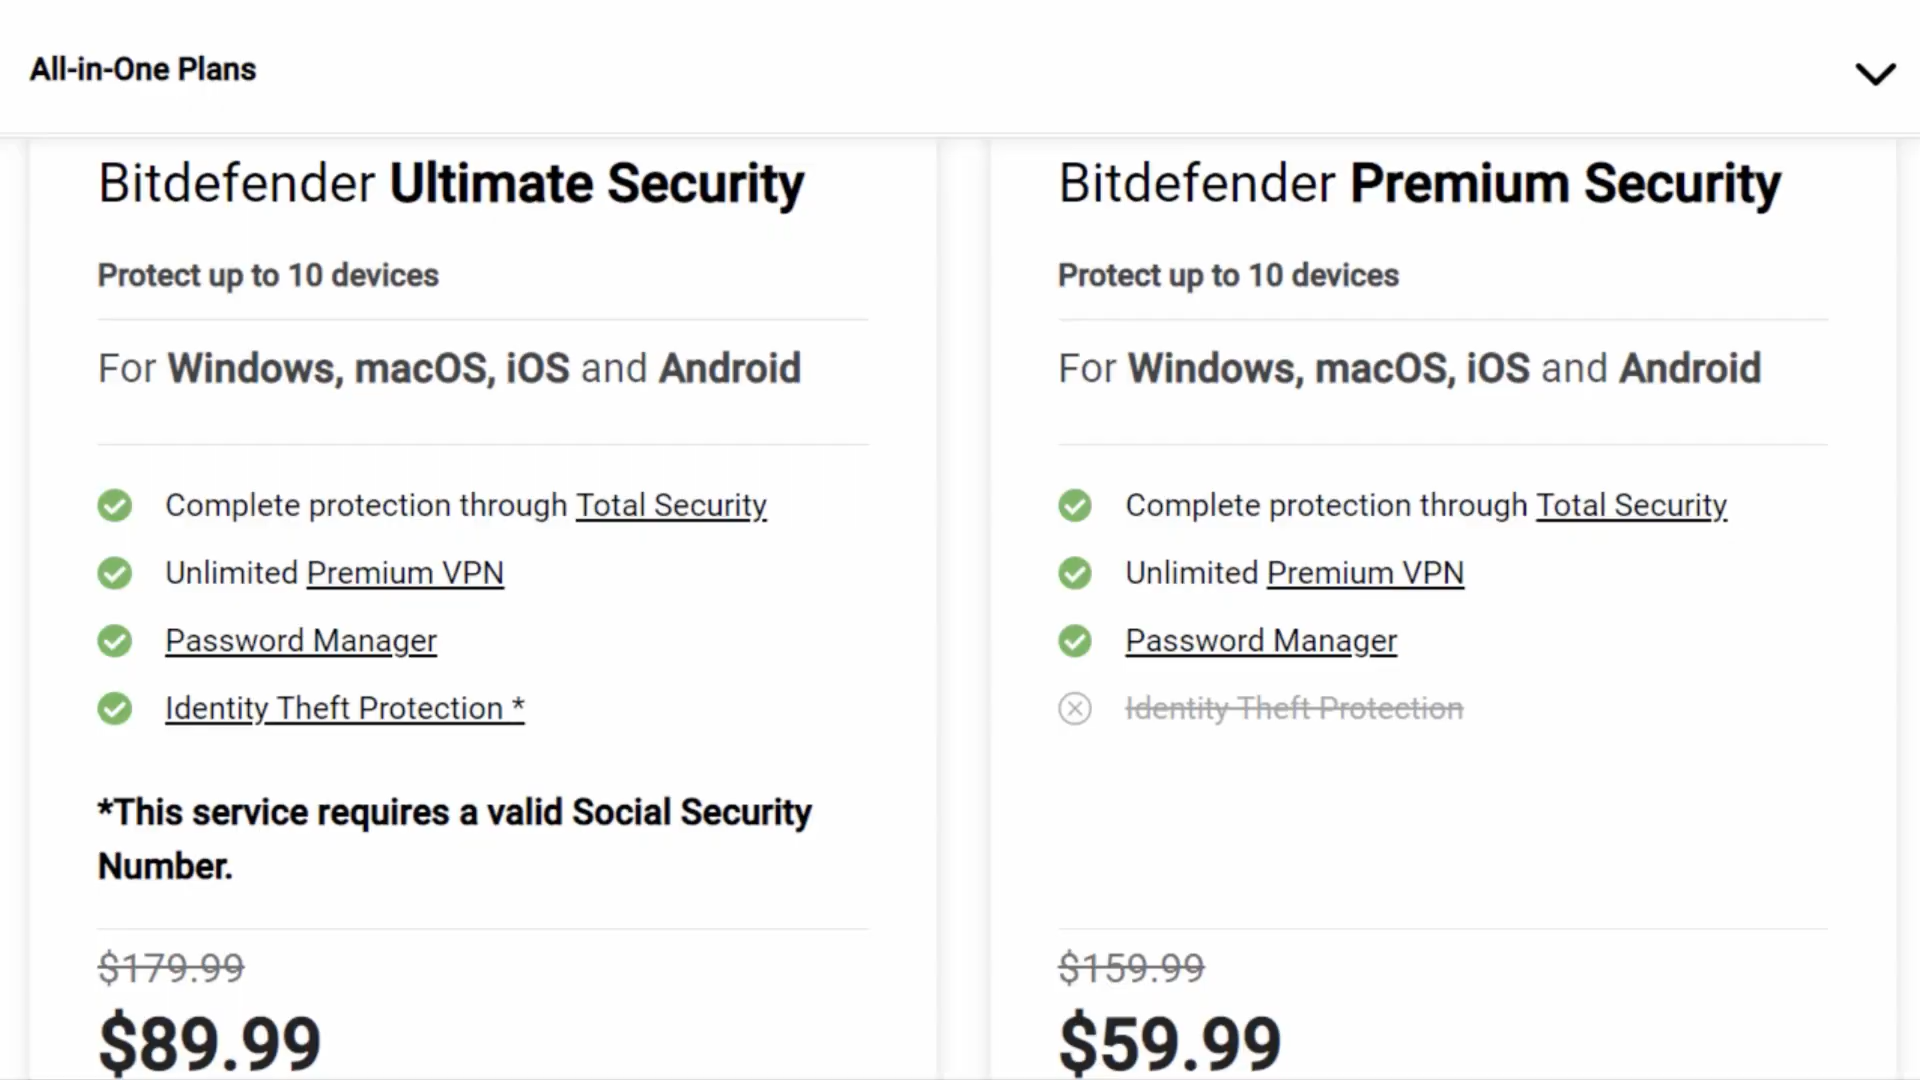 All-in-One Plans
Bitdefender Ultimate Security
Protect up to 10 devices
For Windows, macOS, iOS and Android
Complete protection through Total Security
Unlimited Premium VPN
Password Manager
Identity Theft Protection *
*This service requires a valid Social Security
Number.
$179.99
$89.99
Bitdefender Premium Security
Protect up to 10 devices
For Windows, macOS, iOS and Android
Complete protection through Total Security
Unlimited Premium VPN
Password Manager
Identity Theft Protection
$159.99
$59.99